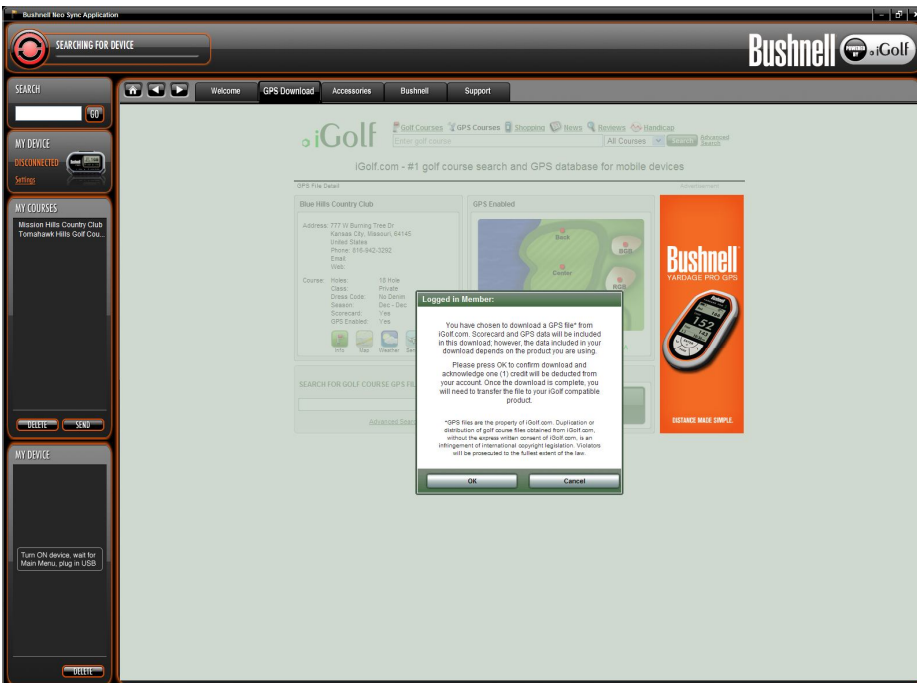 Bushnell Neo Sync Application
SEARCHING FOR DEVICE
Bushnell POWERED BY iGolf
SEARCH
GO
MY DEVICE
DISCONNECTED
Settings
MY COURSES
Mission Hills Country Club
Tomahawk Hills Golf Cou...
DELETE SEND
MY DEVICE
Turn ON device, wait for
Main Menu, plug in USB
DELETE
Welcome GPS Download Accessories Bushnell Support
iGolf
Golf Courses GPS Courses Shopping News Reviews Handicap
Enter golf course All Courses Search Advanced Search
iGolf.com - #1 golf course search and GPS database for mobile devices
GPS File Detail
Advertisement
Blue Hills Country Club
Address: 777 W Burning Tree Dr
Kansas City, Missouri, 64145
United States
Phone: 816-942-3292
Email
Web:
Course: Holes: 18 Hole
Class: Private
Dress Code: No Denim
Season: Dec - Dec
Scorecard: Yes
GPS Enabled: Yes
Info Map Weather
SEARCH FOR GOLF COURSE GPS FIL
GPS Enabled
Back
Center
BGB
RGB
Logged in Member:
You have chosen to download a GPS file* from
iGolf.com. Scorecard and GPS data will be included
in this download; however, the data included in your
download depends on the product you are using.
Please press OK to confirm download and
acknowledge one (1) credit will be deducted from
your account. Once the download is complete, you
will need to transfer the file to your iGolf compatible
product.
*GPS files are the property of iGolf.com. Duplication or
distribution of golf course files obtained from iGolf.com,
without the express written consent of iGolf.com, is an
infringement of international copyright legislation. Violators
will be prosecuted to the fullest extent of the law.
OK Cancel
Bushnell
YARDAGE PRO GPS
152
DISTANCE MADE SIMPLE.